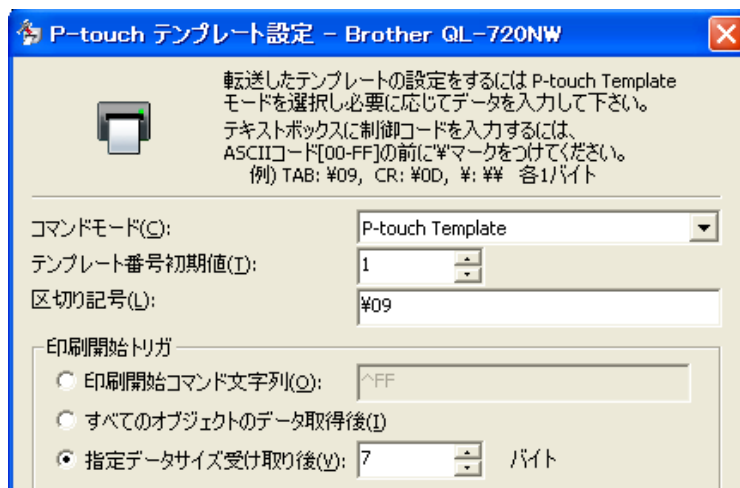 P-touch テンプレート設定 - Brother QL-720NW
転送したテンプレートの設定をするには P-touch Template
モードを選択し必要に応じてデータを入力して下さい。
テキストボックスに制御コードを入力するには、
ASCIIコード[00-FF]の前に¥マークをつけてください。
例) TAB: ¥09, CR: ¥0D, ¥: ¥¥ 各1バイト
コマンドモード(C): P-touch Template
テンプレート番号初期値(T): 1
区切り記号(L): ¥09
印刷開始トリガ
印刷開始コマンド文字列(O): ^FF
すべてのオブジェクトのデータ取得後(I)
指定データサイズ受け取り後(V): 7 バイト